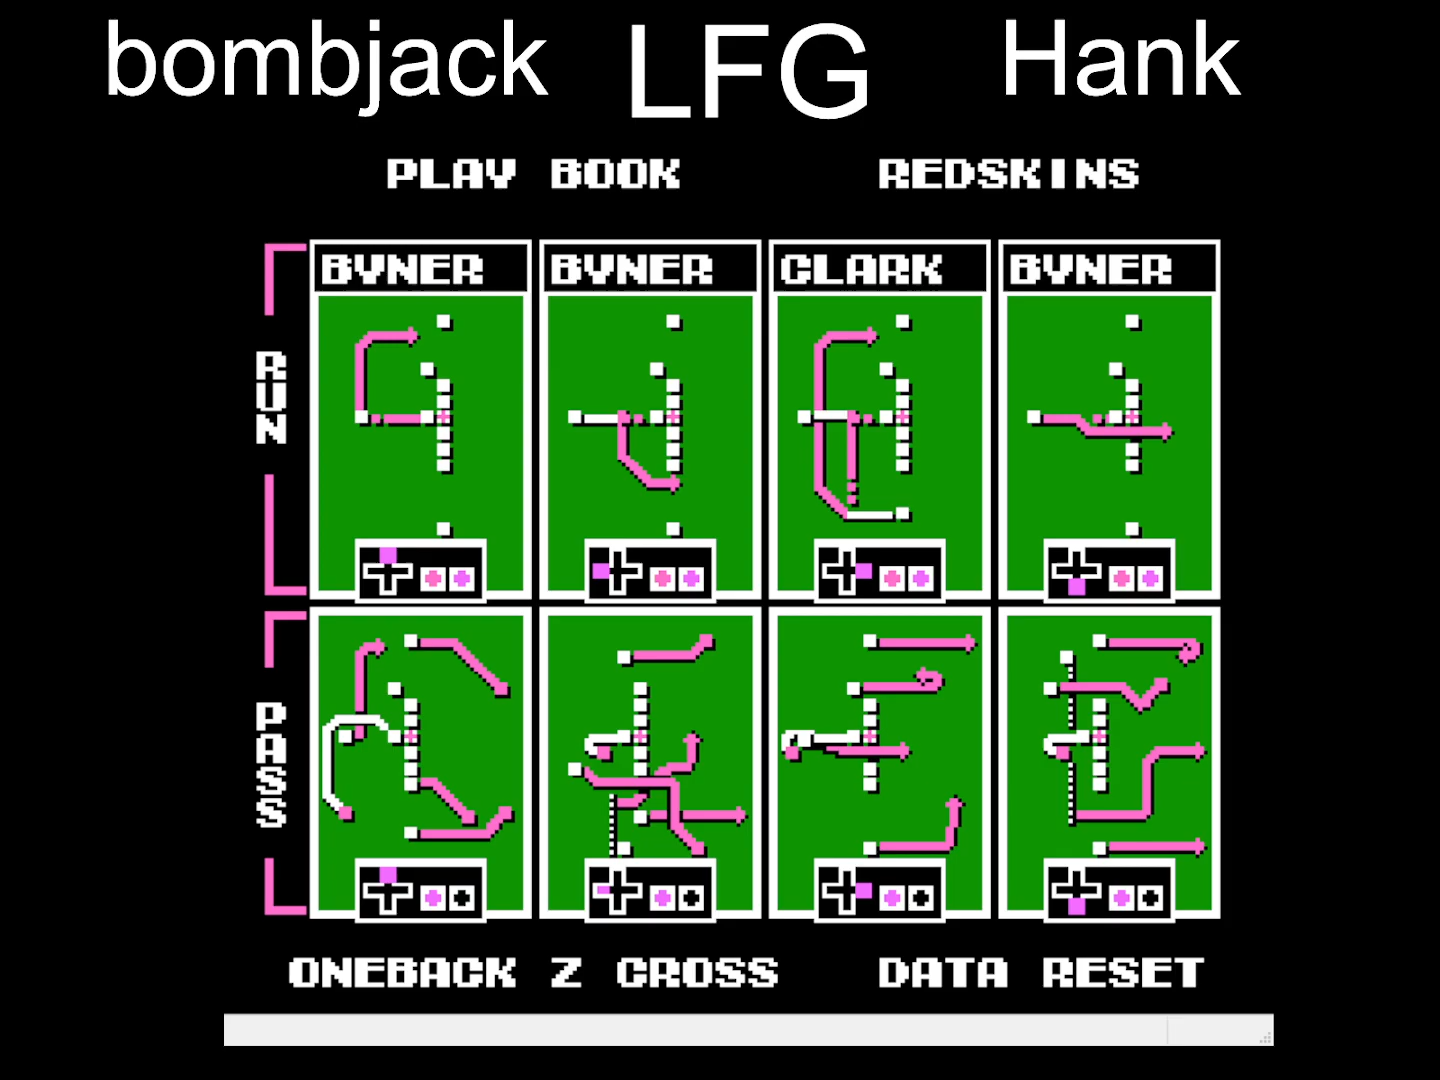 bombjack LFG Hank
PLAY BOOK REDSKINS
BYNER BYNER CLARK BYNER
RUN
PASS
ONEBACK Z CROSS DATA RESET